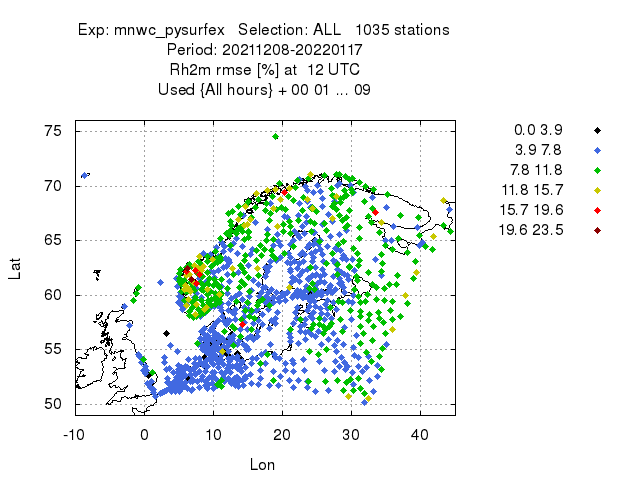 Exp: mnwc_pysurfex   Selection: ALL   1035 stations
Period: 20211208-20220117
Rh2m rmse [%] at  12 UTC
Used {All hours} + 00 01 ... 09
0.0 3.9
3.9 7.8
7.8 11.8
11.8 15.7
15.7 19.6
19.6 23.5
75
70
65
60
55
50
Lat
-10 0 10 20 30 40
Lon